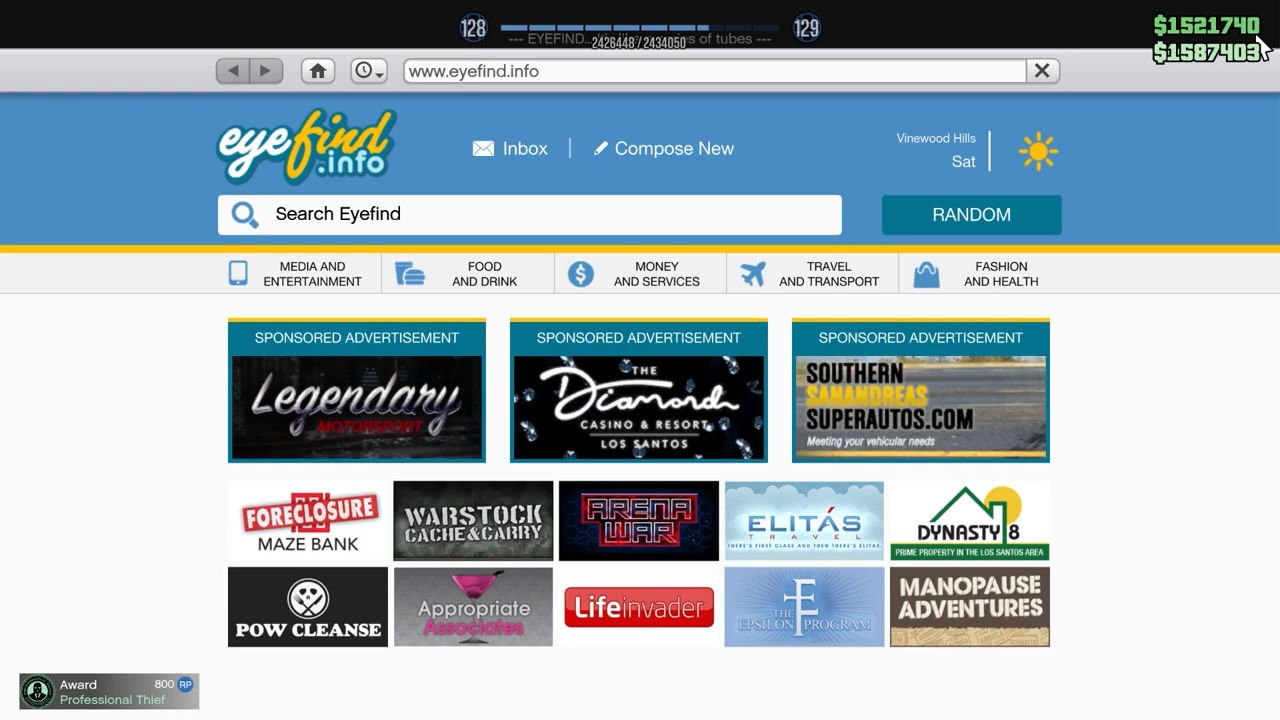 128
129
$1521740
--- EYEFIND
es of tubes ---
2426448 / 2434050
$1587403
www.eyefind.info
eyefind
.info
Inbox
Compose New
Vinewood Hills
Sat
Search Eyefind
RANDOM
MEDIA AND
ENTERTAINMENT
FOOD
AND DRINK
MONEY
AND SERVICES
TRAVEL
AND TRANSPORT
FASHION
AND HEALTH
SPONSORED ADVERTISEMENT
Legendary
MOTORSPORT
SPONSORED ADVERTISEMENT
THE
Diamond
CASINO & RESORT
LOS SANTOS
SPONSORED ADVERTISEMENT
SOUTHERN
SANANDREAS
SUPERAUTOS.COM
Meeting your vehicular needs
FORECLOSURE
MAZE BANK
WARSTOCK
CACHE&CARRY
ARENA
WAR
ELITÁS
TRAVEL
THERE'S FIRST CLASS AND THEN THERE'S ELITAS.
DYNASTY 8
PRIME PROPERTY IN THE LOS SANTOS AREA
POW CLEANSE
Appropriate
Associates
Lifeinvader
THE
EPSILON PROGRAM
MANOPAUSE
ADVENTURES
Award
800 RP
Professional Thief